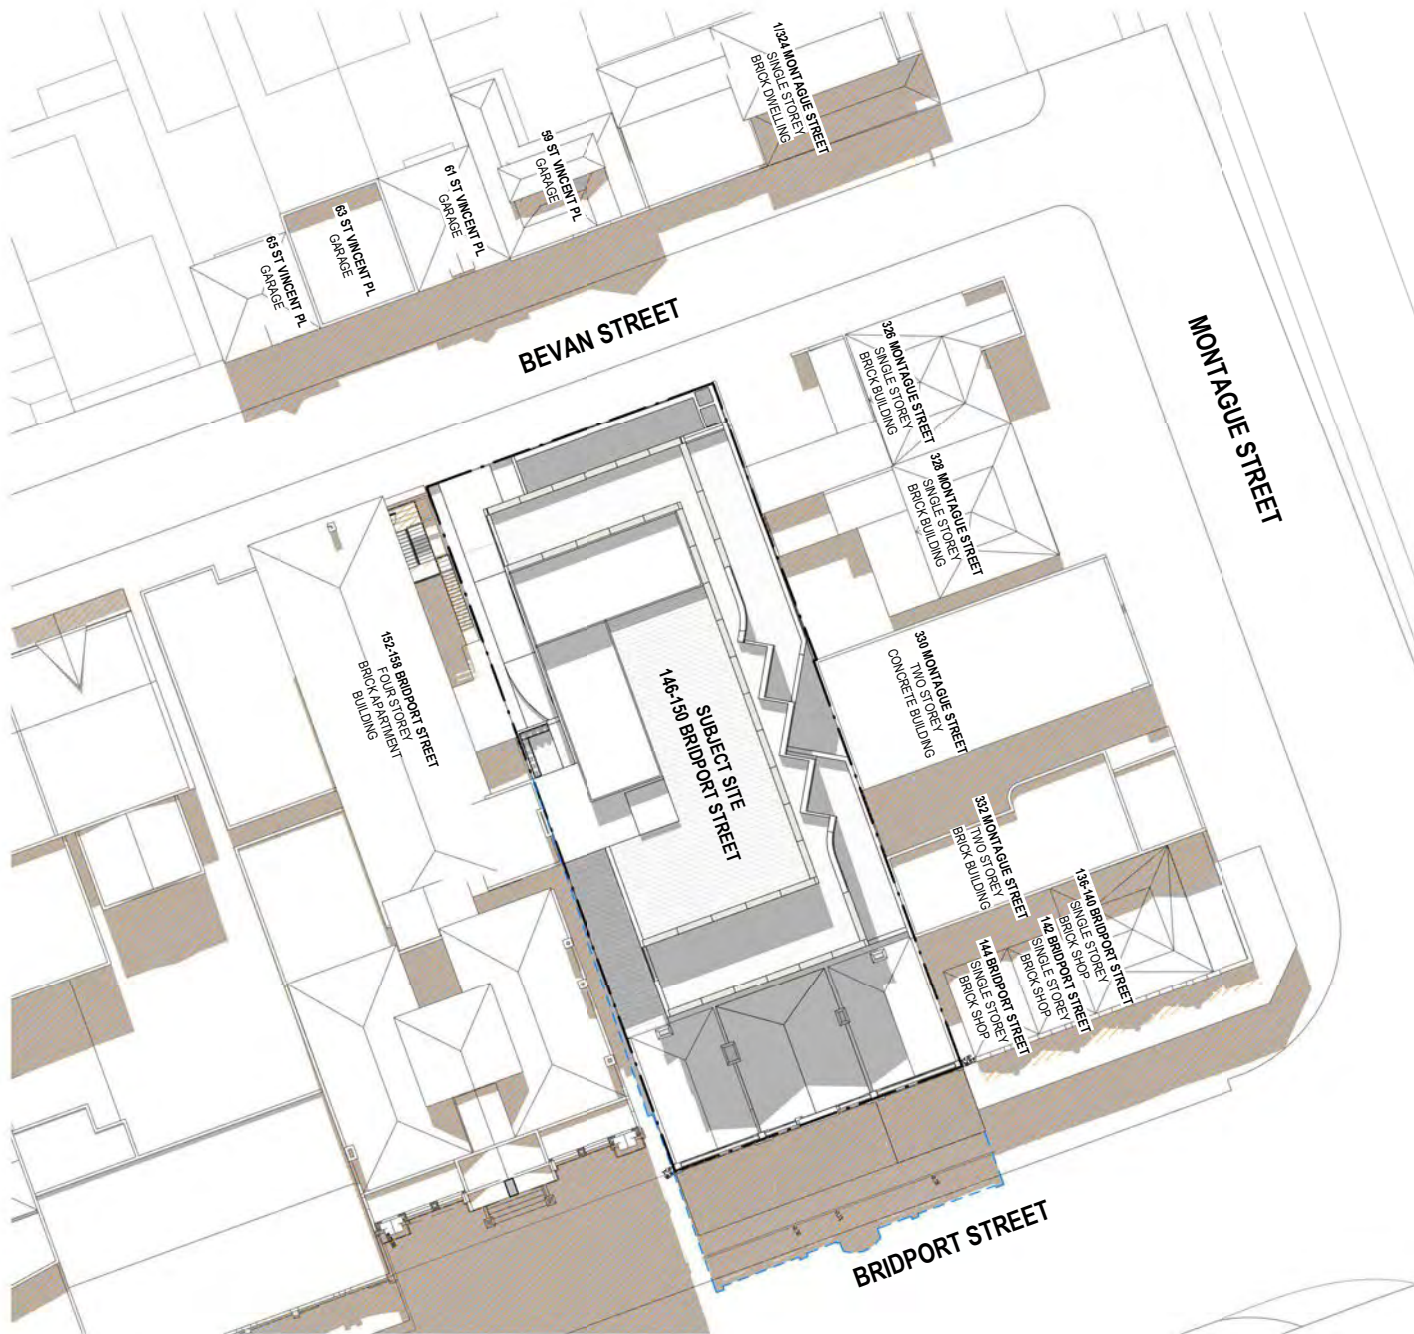 1/324 MONTAGUE STREET
SINGLE STOREY
BRICK DWELLING
59 ST VINCENT PL
GARAGE
61 ST VINCENT PL
GARAGE
63 ST VINCENT PL
GARAGE
65 ST VINCENT PL
GARAGE
BEVAN STREET
MONTAGUE STREET
326 MONTAGUE STREET
SINGLE STOREY
BRICK BUILDING
328 MONTAGUE STREET
SINGLE STOREY
BRICK BUILDING
152-158 BRIDPORT STREET
FOUR STOREY
BRICK APARTMENT
BUILDING
SUBJECT SITE
146-150 BRIDPORT STREET
330 MONTAGUE STREET
TWO STOREY
CONCRETE BUILDING
332 MONTAGUE STREET
TWO STOREY
BRICK BUILDING
136-140 BRIDPORT STREET
SINGLE STOREY
BRICK SHOP
142 BRIDPORT STREET
SINGLE STOREY
BRICK SHOP
144 BRIDPORT STREET
SINGLE STOREY
BRICK SHOP
BRIDPORT STREET